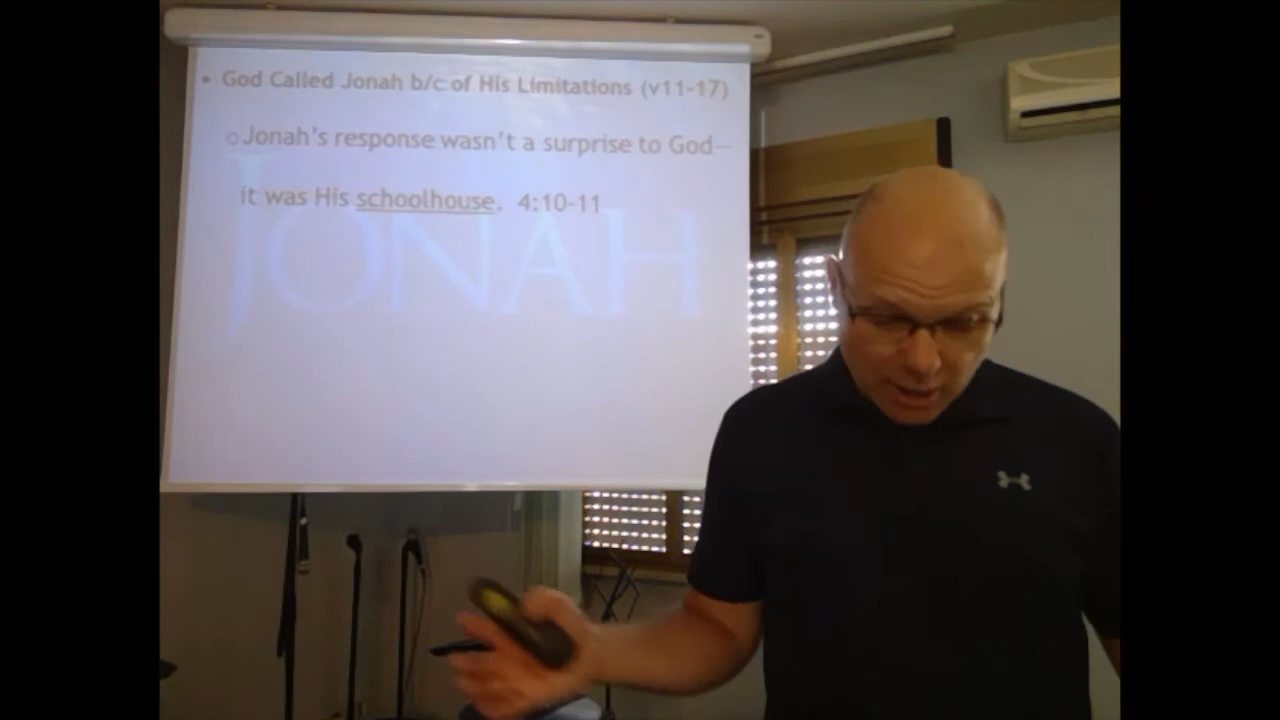 • God Called Jonah b/c of His Limitations (v11-17)
○ Jonah's response wasn't a surprise to God—
it was His schoolhouse. 4:10-11
JONAH